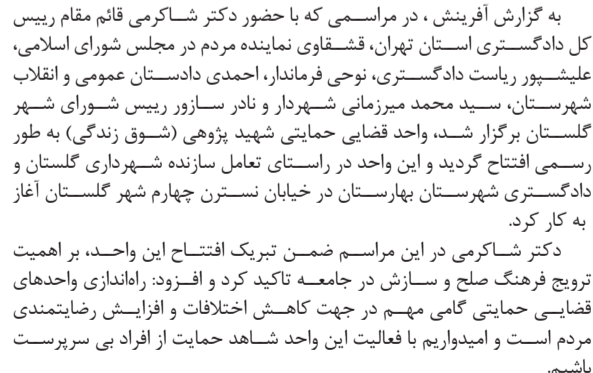 به گزارش آفرینش ، در مراسمی که با حضور دکتر شاکرمی قائم مقام رییس
کل دادگستری استان تهران، قشقاوی نماینده مردم در مجلس شورای اسلامی،
علیشپور ریاست دادگستری، نوحی فرماندار، احمدی دادستان عمومی و انقلاب
شهرستان، سید محمد میرزمانی شهردار و نادر سازور رییس شورای شهر
گلستان برگزار شد، واحد قضایی حمایتی شهید پژوهی (شوق زندگی) به طور
رسمی افتتاح گردید و این واحد در راستای تعامل سازنده شهرداری گلستان و
دادگستری شهرستان بهارستان در خیابان نسترن چهارم شهر گلستان آغاز
به کار کرد.
دکتر شاکرمی در این مراسم ضمن تبریک افتتاح این واحد، بر اهمیت
ترویج فرهنگ صلح و سازش در جامعه تاکید کرد و افزود: راه‌اندازی واحدهای
قضایی حمایتی گامی مهم در جهت کاهش اختلافات و افزایش رضایتمندی
مردم است و امیدواریم با فعالیت این واحد شاهد حمایت از افراد بی سرپرست
باشیم.